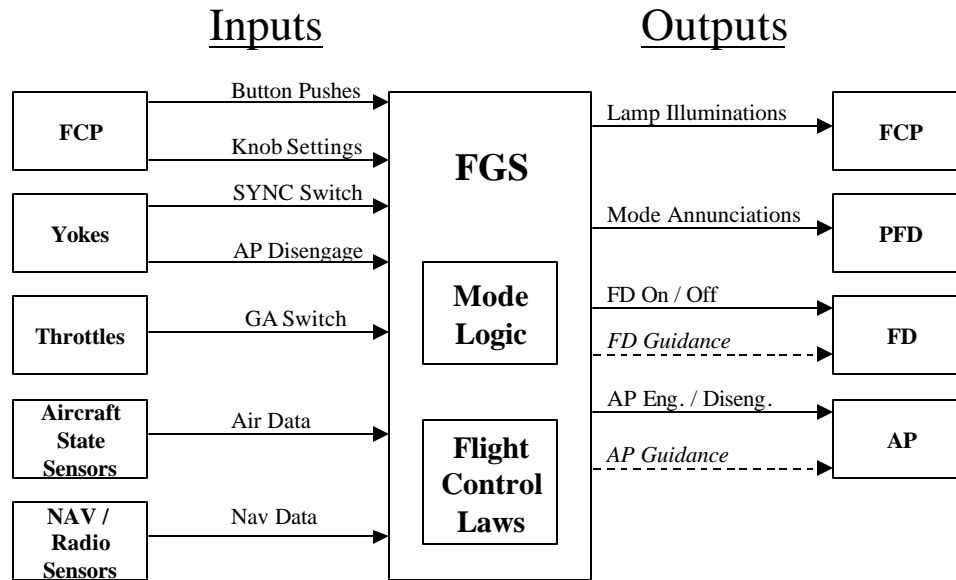 Inputs
Outputs
FCP
Button Pushes
Knob Settings
Yokes
SYNC Switch
AP Disengage
Throttles
GA Switch
Aircraft
State
Sensors
Air Data
NAV /
Radio
Sensors
Nav Data
FGS
Mode
Logic
Flight
Control
Laws
Lamp Illuminations
FCP
Mode Annunciations
PFD
FD On / Off
FD Guidance
FD
AP Eng. / Diseng.
AP Guidance
AP